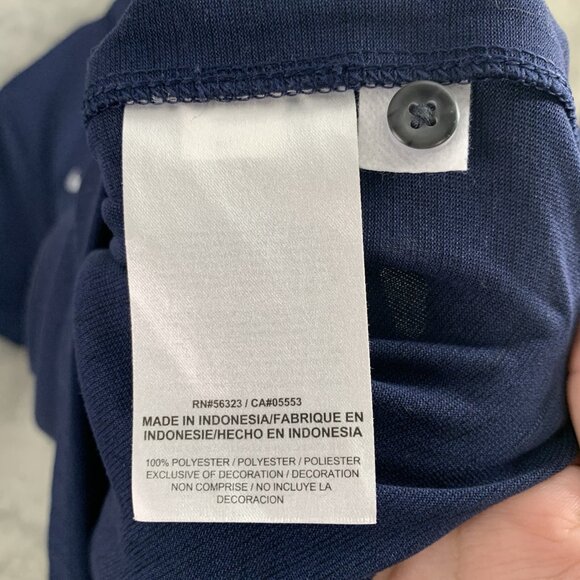 RN#56323 / CA#05553
MADE IN INDONESIA/FABRIQUE EN
INDONESIE/HECHO EN INDONESIA
100% POLYESTER / POLYESTER / POLIESTER
EXCLUSIVE OF DECORATION / DECORATION
NON COMPRISE / NO INCLUYE LA
DECORACION